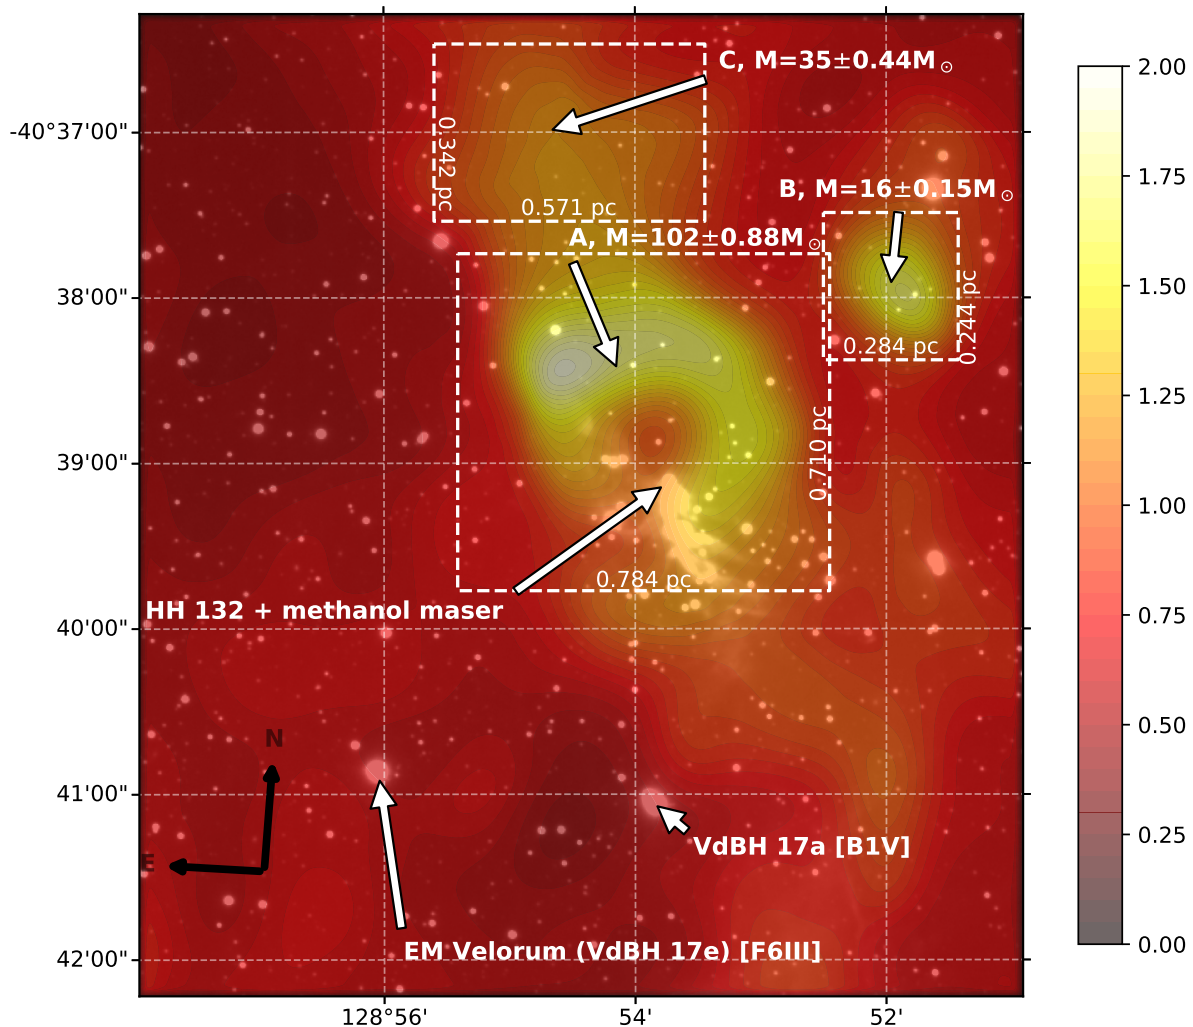 C, M=35±0.44M⊙
2.00
-40°37'00"
0.342 pc
1.75
B, M=16±0.15M⊙
0.571 pc
A, M=102±0.88M⊙
38'00"
1.50
0.244 pc
0.284 pc
1.25
0.710 pc
39'00"
1.00
0.784 pc
HH 132 + methanol maser
40'00"
0.75
0.50
N
41'00"
0.25
VdBH 17a [B1V]
E
EM Velorum (VdBH 17e) [F6III]
42'00"
0.00
128°56'
54'
52'